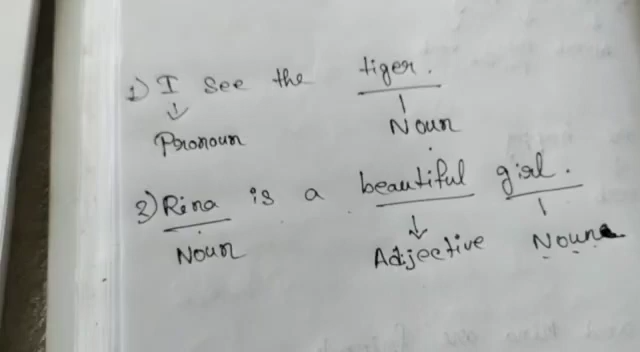 1) I see the tiger.
Pronoun Noun
2) Rina is a beautiful girl.
Noun Adjective Noun